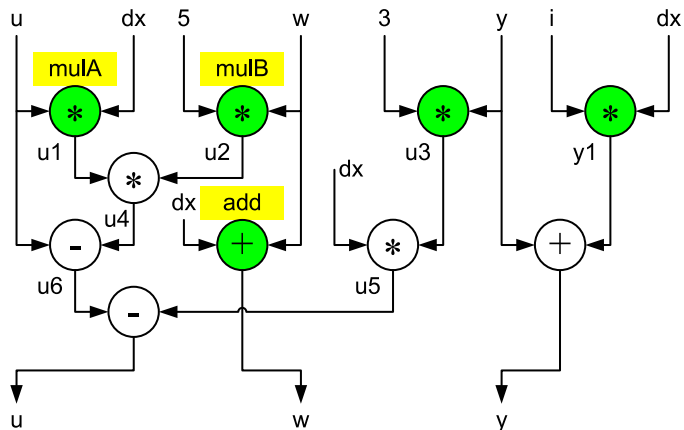 u dx 5 w 3 y i dx
mulA mulB
* * * *
u1 u2 u3 y1
*
dx
u4 dx add
- + * +
u6 u5
-
u w y